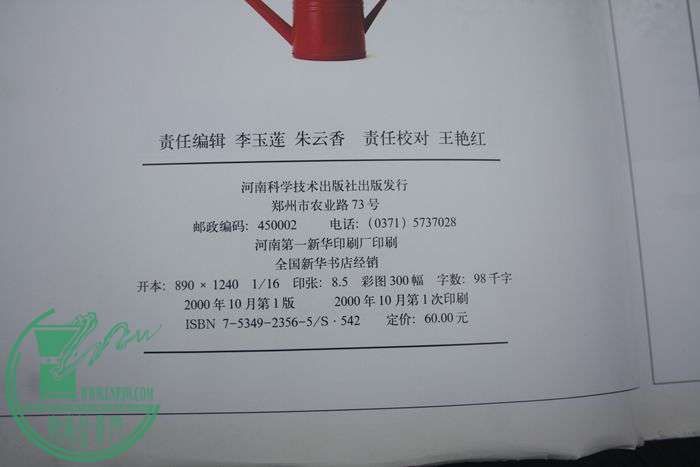 责任编辑 李玉莲 朱云香 责任校对 王艳红
河南科学技术出版社出版发行
郑州市农业路73号
邮政编码：450002 电话：（0371）5737028
河南第一新华印刷厂印刷
全国新华书店经销
开本：890×1240 1/16 印张：8.5 彩图300幅 字数：98千字
2000年10月第1版 2000年10月第1次印刷
ISBN 7-5349-2356-5/S·542 定价：60.00元